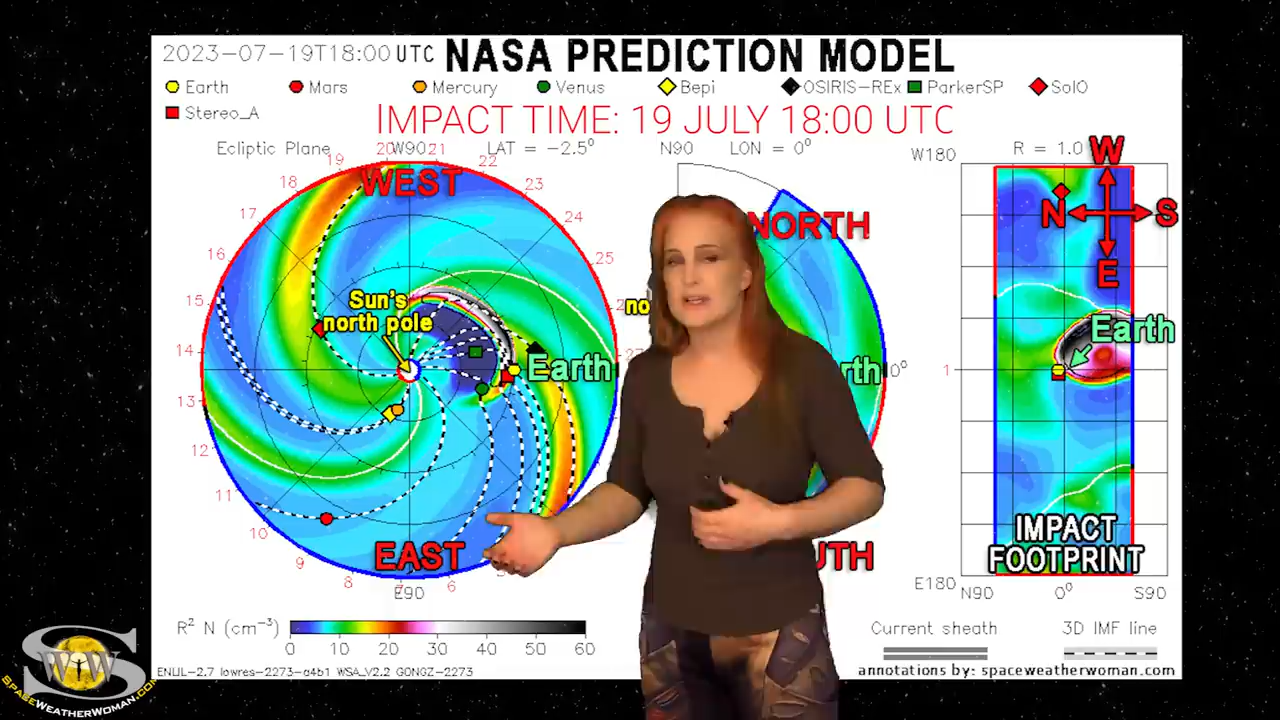 2023-07-19T18:00 UTC NASA PREDICTION MODEL
Earth Mars Mercury Venus Bepi OSIRIS-REx ParkerSP SolO
Stereo_A
IMPACT TIME: 19 JULY 18:00 UTC
Ecliptic Plane W90 LAT = -2.5° N90 LON = 0° W180 R = 1.0
W
19 20 21 22
18 WEST 23
17 24
16 25
15
14
13
12
11
10
9
8
7
6
N S
NORTH
E
Sun's
north pole
no
Earth
Earth
rth 0°
1
IMPACT
FOOTPRINT
EAST
UTH
E90
E180 N90 0° S90
R² N (cm⁻³)
0 10 20 30 40 50 60
Current sheath 3D IMF line
ENLIL-2.7 lowres-2273-a4b1 WSA_V2.2 GONGZ-2273
annotations by: spaceweatherwoman.com
S
WW
SPACEWEATHERWOMAN.COM